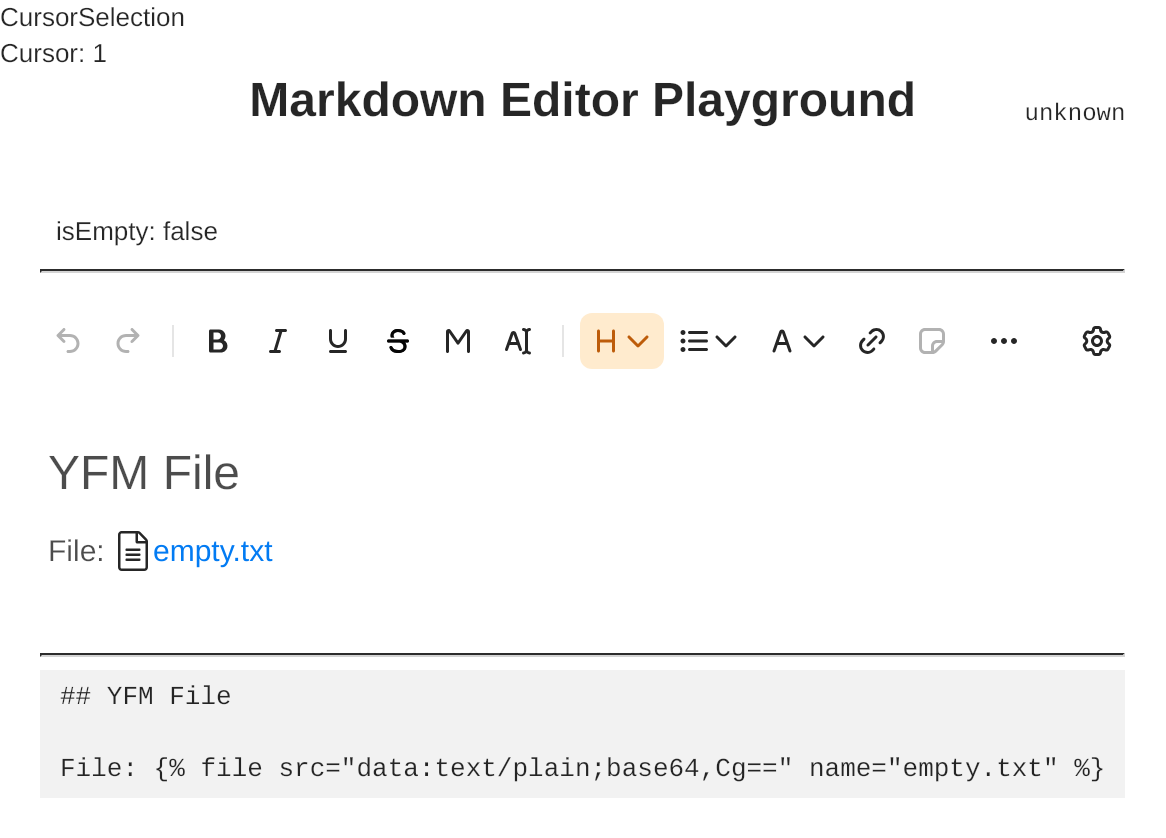 CursorSelection
Cursor: 1
Markdown Editor Playground
unknown
isEmpty: false
YFM File
File: empty.txt
## YFM File
File: {% file src="data:text/plain;base64,Cg==" name="empty.txt" %}